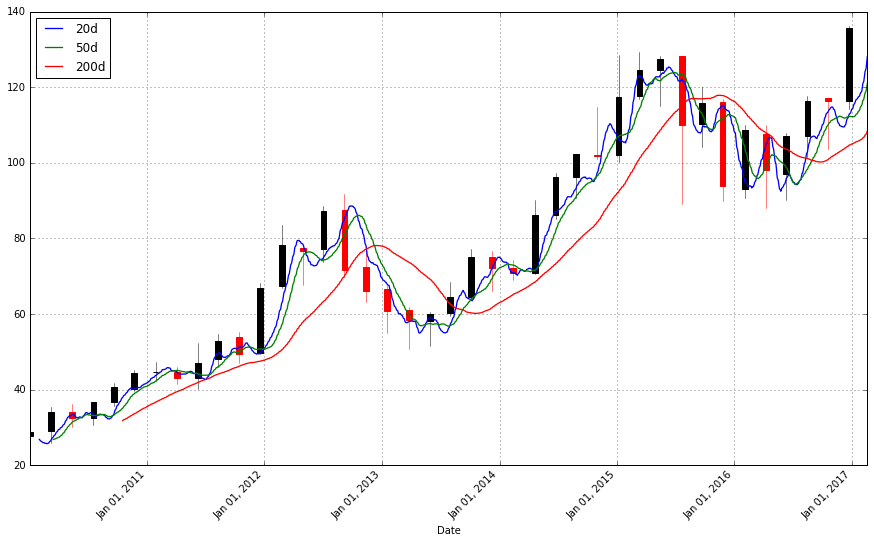 140
120
100
80
60
40
20
20d
50d
200d
Jan 01, 2011
Jan 01, 2012
Jan 01, 2013
Jan 01, 2014
Jan 01, 2015
Jan 01, 2016
Jan 01, 2017
Date